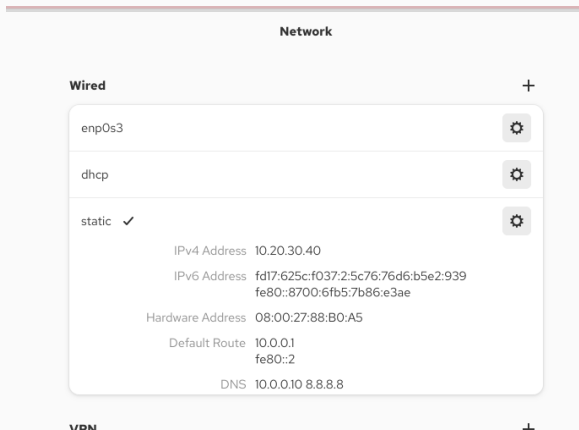 Network
Wired
enp0s3
dhcp
static
IPv4 Address 10.20.30.40
IPv6 Address fd17:625c:f037:2:5c76:76d6:b5e2:939
fe80::8700:6fb5:7b86:e3ae
Hardware Address 08:00:27:88:B0:A5
Default Route 10.0.0.1
fe80::2
DNS 10.0.0.10 8.8.8.8
VPN